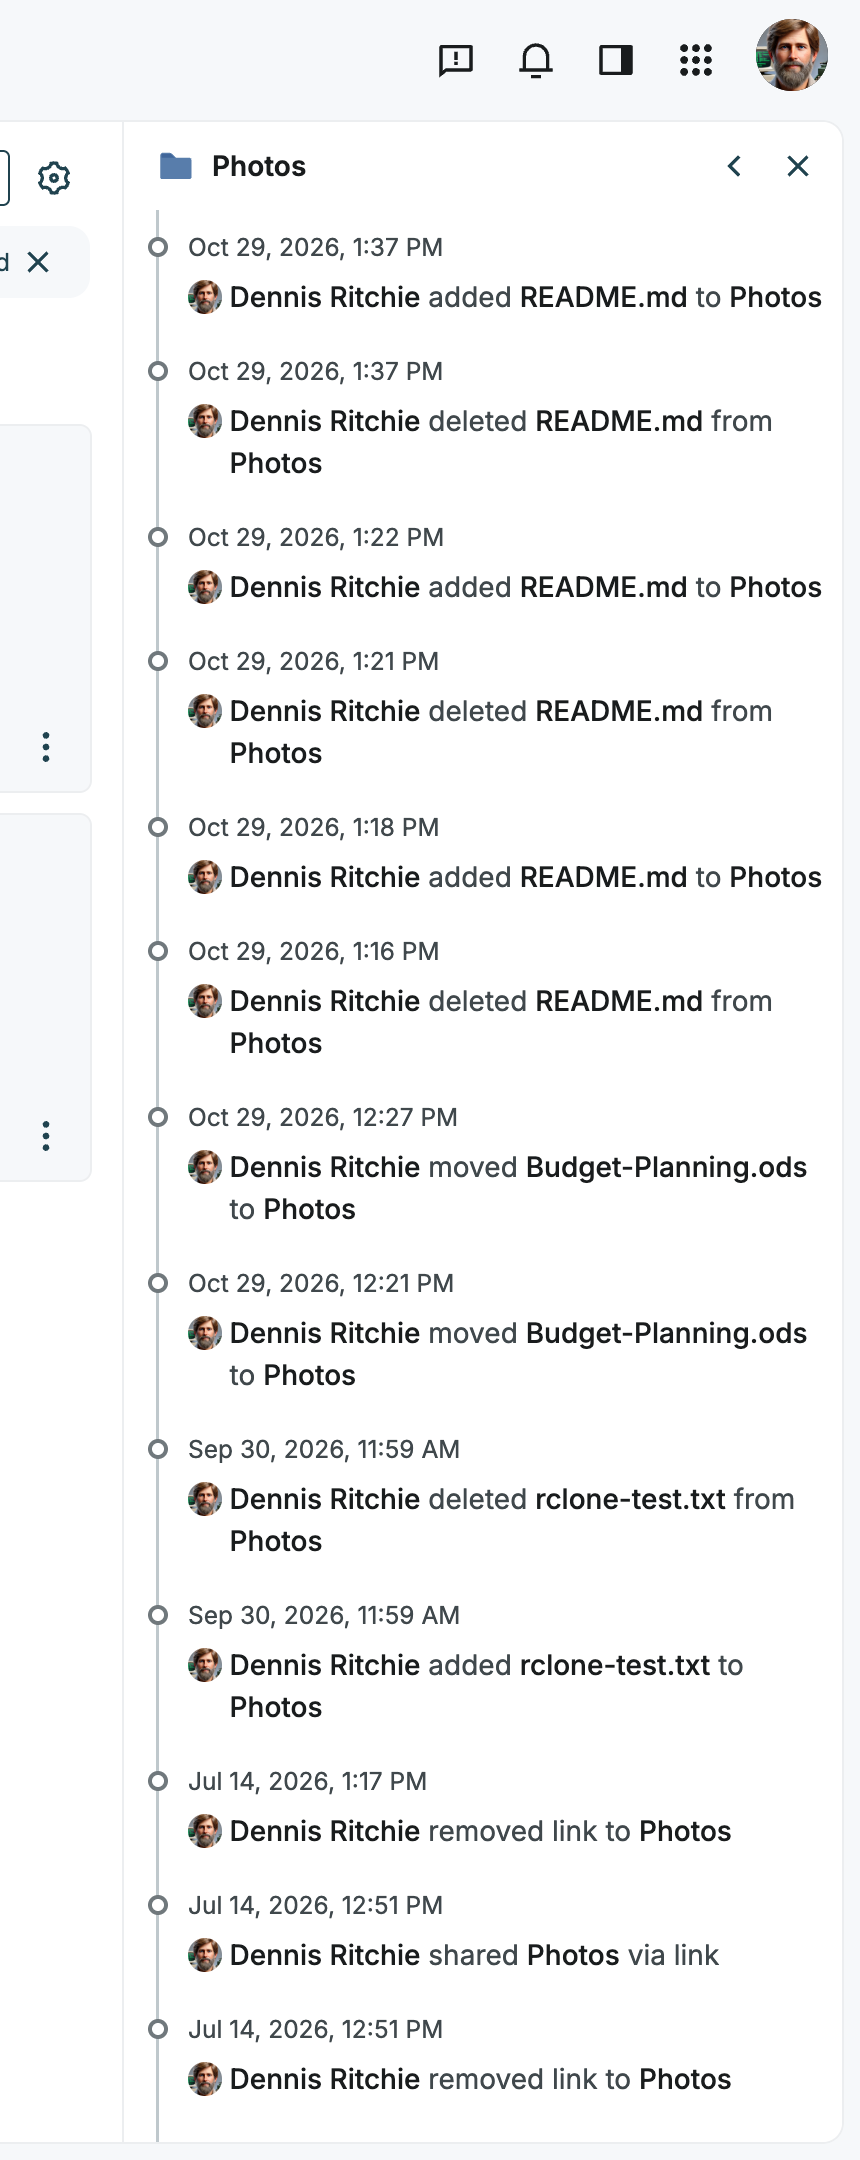 Photos
d
Oct 29, 2026, 1:37 PM
Dennis Ritchie added README.md to Photos
Oct 29, 2026, 1:37 PM
Dennis Ritchie deleted README.md from
Photos
Oct 29, 2026, 1:22 PM
Dennis Ritchie added README.md to Photos
Oct 29, 2026, 1:21 PM
Dennis Ritchie deleted README.md from
Photos
Oct 29, 2026, 1:18 PM
Dennis Ritchie added README.md to Photos
Oct 29, 2026, 1:16 PM
Dennis Ritchie deleted README.md from
Photos
Oct 29, 2026, 12:27 PM
Dennis Ritchie moved Budget-Planning.ods
to Photos
Oct 29, 2026, 12:21 PM
Dennis Ritchie moved Budget-Planning.ods
to Photos
Sep 30, 2026, 11:59 AM
Dennis Ritchie deleted rclone-test.txt from
Photos
Sep 30, 2026, 11:59 AM
Dennis Ritchie added rclone-test.txt to
Photos
Jul 14, 2026, 1:17 PM
Dennis Ritchie removed link to Photos
Jul 14, 2026, 12:51 PM
Dennis Ritchie shared Photos via link
Jul 14, 2026, 12:51 PM
Dennis Ritchie removed link to Photos